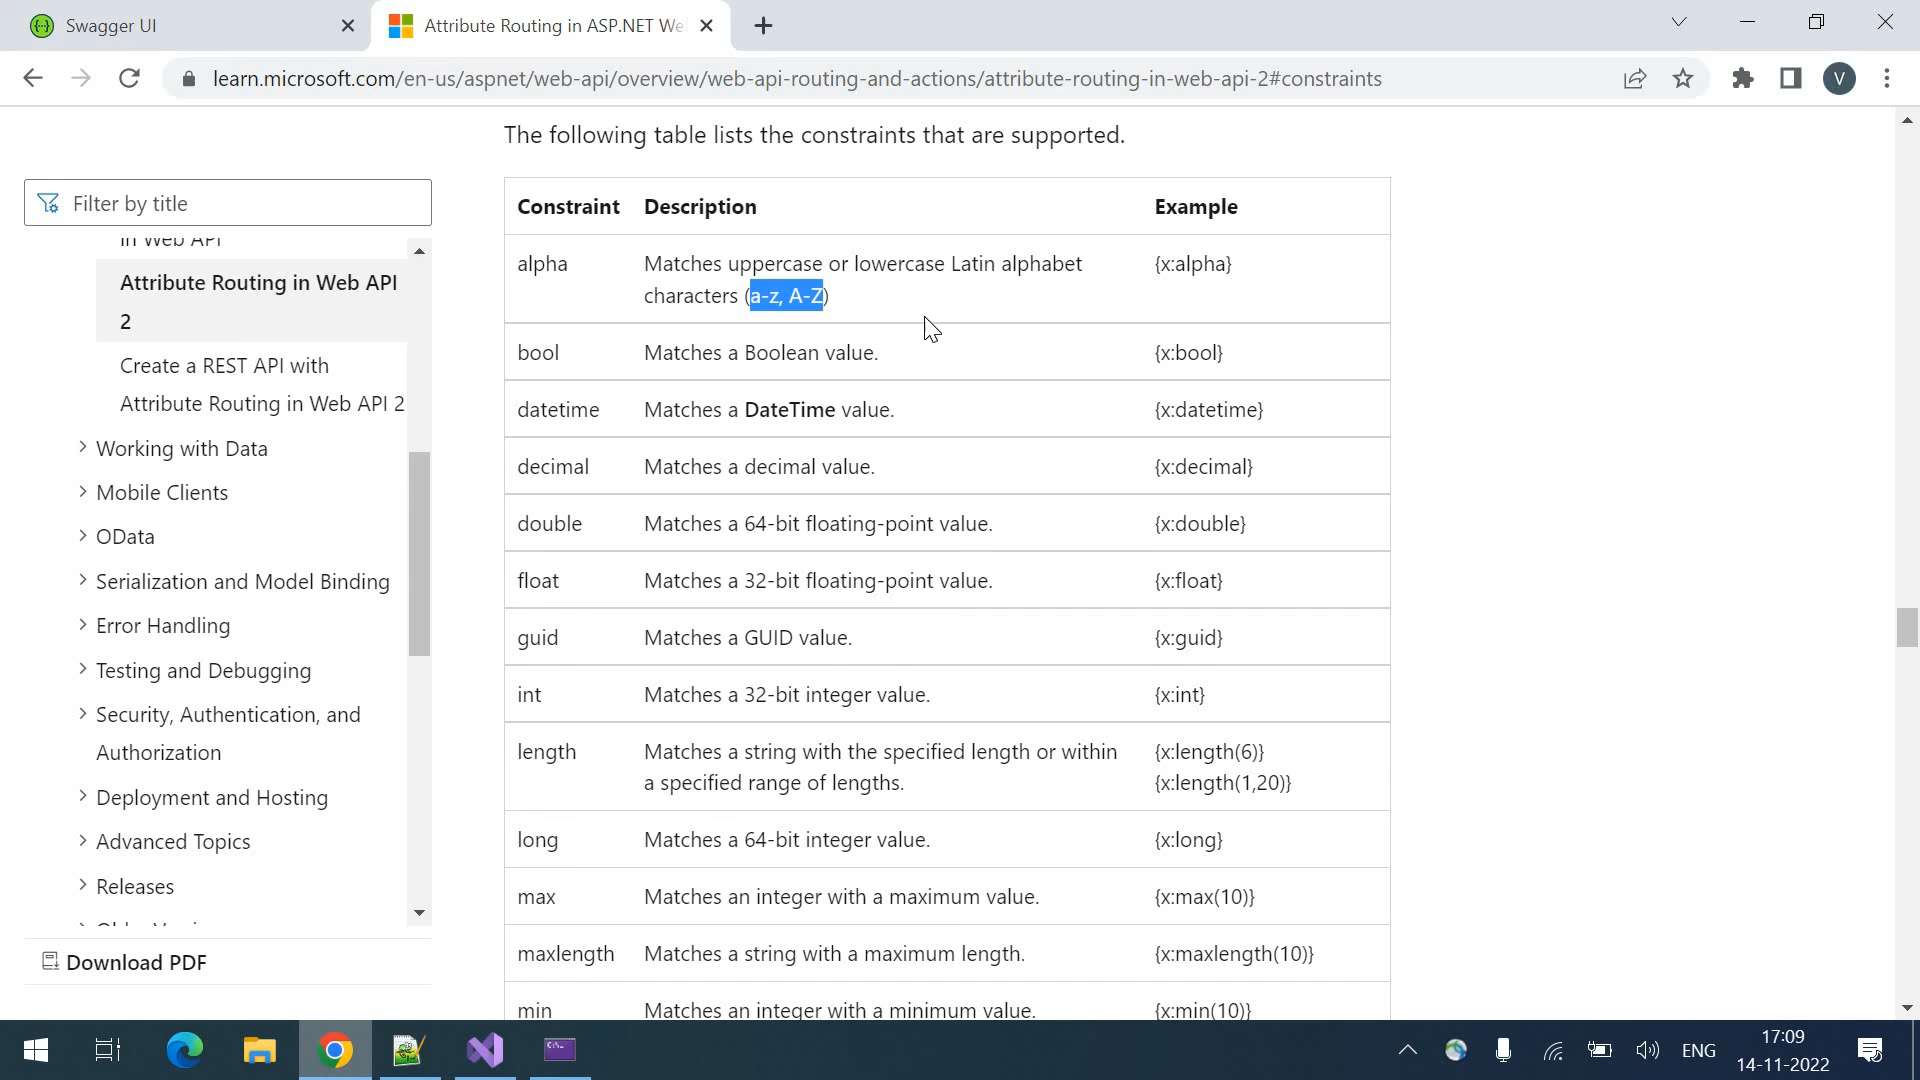 Swagger UI
Attribute Routing in ASP.NET We
learn.microsoft.com/en-us/aspnet/web-api/overview/web-api-routing-and-actions/attribute-routing-in-web-api-2#constraints
V
Filter by title
in Web API
Attribute Routing in Web API
2
Create a REST API with
Attribute Routing in Web API 2
Working with Data
Mobile Clients
OData
Serialization and Model Binding
Error Handling
Testing and Debugging
Security, Authentication, and
Authorization
Deployment and Hosting
Advanced Topics
Releases
Download PDF
The following table lists the constraints that are supported.
Constraint Description Example
alpha Matches uppercase or lowercase Latin alphabet {x:alpha}
characters (a-z, A-Z)
bool Matches a Boolean value. {x:bool}
datetime Matches a DateTime value. {x:datetime}
decimal Matches a decimal value. {x:decimal}
double Matches a 64-bit floating-point value. {x:double}
float Matches a 32-bit floating-point value. {x:float}
guid Matches a GUID value. {x:guid}
int Matches a 32-bit integer value. {x:int}
length Matches a string with the specified length or within {x:length(6)}
a specified range of lengths. {x:length(1,20)}
long Matches a 64-bit integer value. {x:long}
max Matches an integer with a maximum value. {x:max(10)}
maxlength Matches a string with a maximum length. {x:maxlength(10)}
min Matches an integer with a minimum value. {x:min(10)}
ENG
17:09
14-11-2022